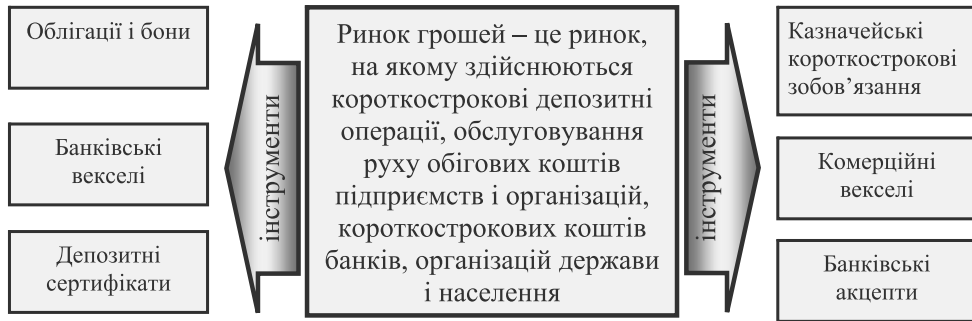 Облігації і бони
Банківські
векселі
Депозитні
сертифікати
інструменти
Ринок грошей – це ринок,
на якому здійснюються
короткострокові депозитні
операції, обслуговування
руху обігових коштів
підприємств і організацій,
короткострокових коштів
банків, організацій держави
і населення
інструменти
Казначейські
короткострокові
зобов’язання
Комерційні
векселі
Банківські
акцепти